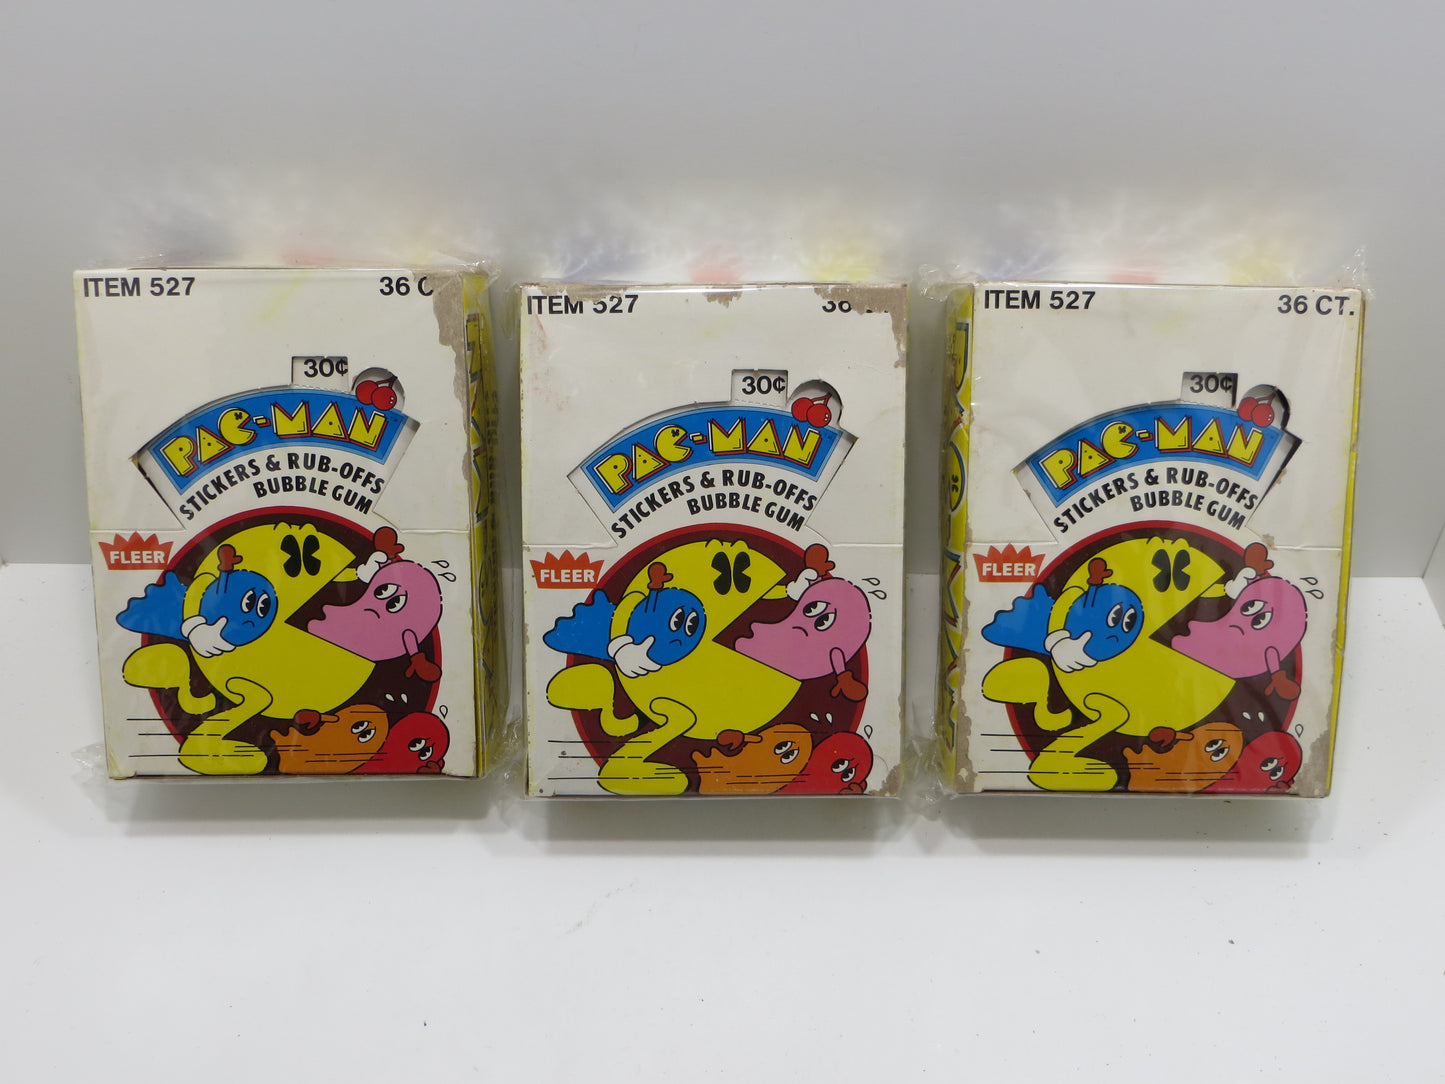 ITEM 527 36 C
30¢
PAC-MAN
STICKERS & RUB-OFFS
BUBBLE GUM
FLEER
ITEM 527 36
30¢
PAC-MAN
STICKERS & RUB-OFFS
BUBBLE GUM
FLEER
ITEM 527 36 CT.
30¢
PAC-MAN
STICKERS & RUB-OFFS
BUBBLE GUM
FLEER